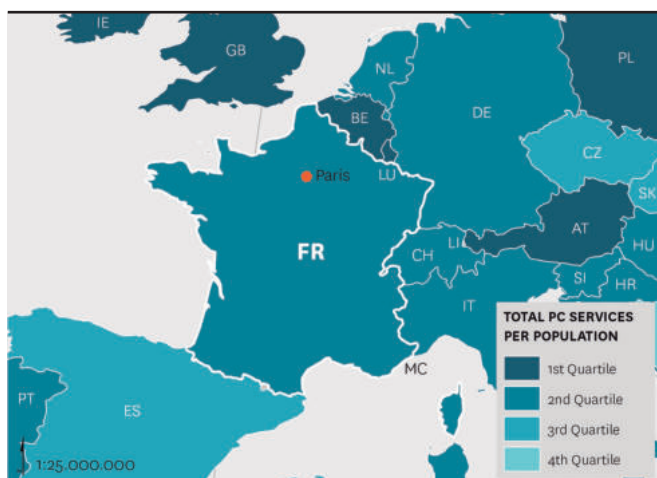 IE
GB
NL
PL
BE
DE
CZ
Paris
LU
SK
AT
FR
LI
CH
HU
SI
HR
IT
TOTAL PC SERVICES
PER POPULATION
MC
1st Quartile
PT
2nd Quartile
ES
3rd Quartile
1:25.000.000
4th Quartile